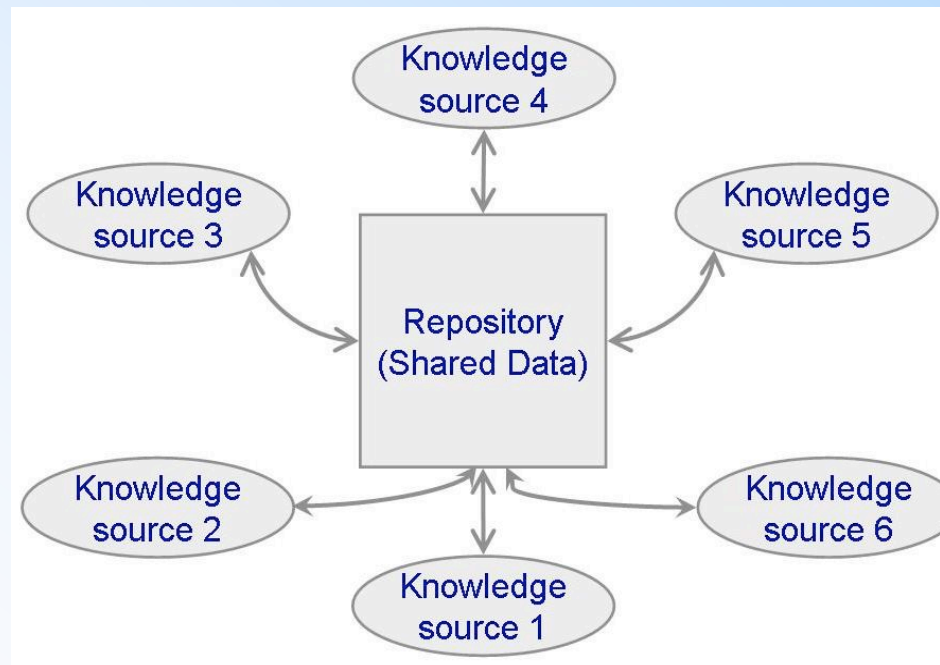 Knowledge
source 4
Knowledge
source 3
Knowledge
source 5
Repository
(Shared Data)
Knowledge
source 2
Knowledge
source 6
Knowledge
source 1